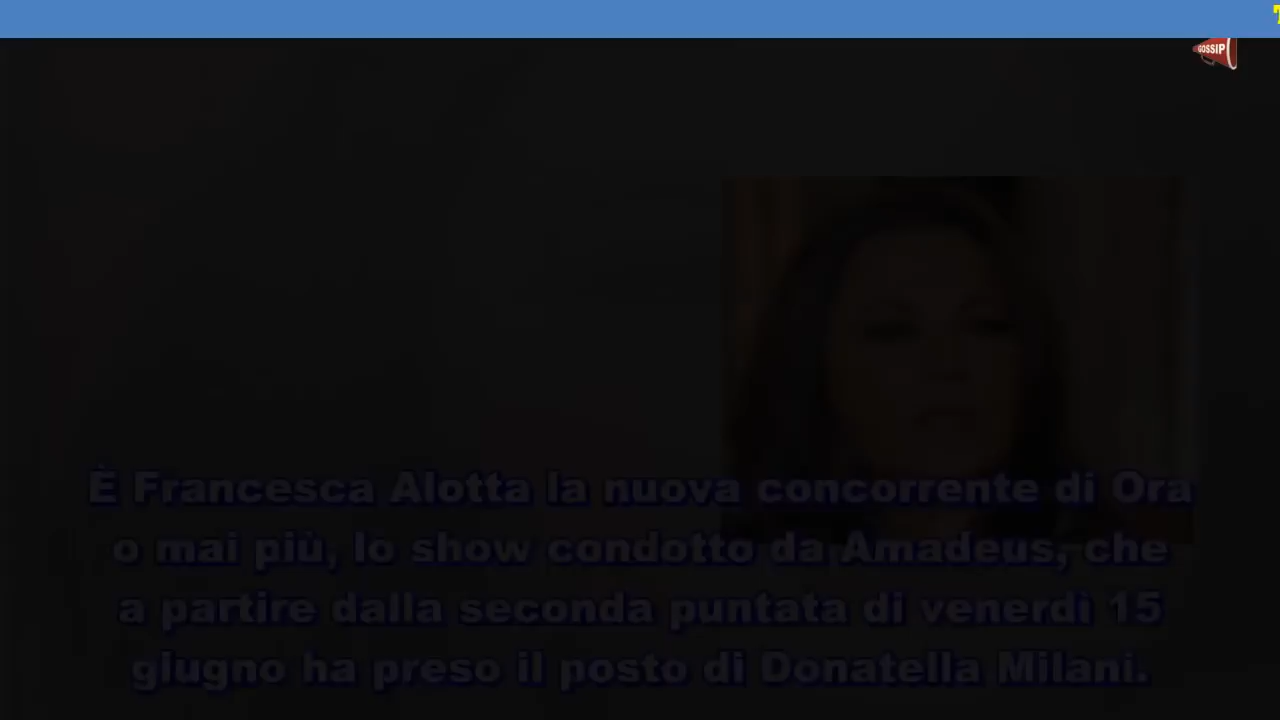 T
GOSSIP
È Francesca Alotta la nuova concorrente di Ora
o mai più, lo show condotto da Amadeus, che
a partire dalla seconda puntata di venerdì 15
giugno ha preso il posto di Donatella Milani.